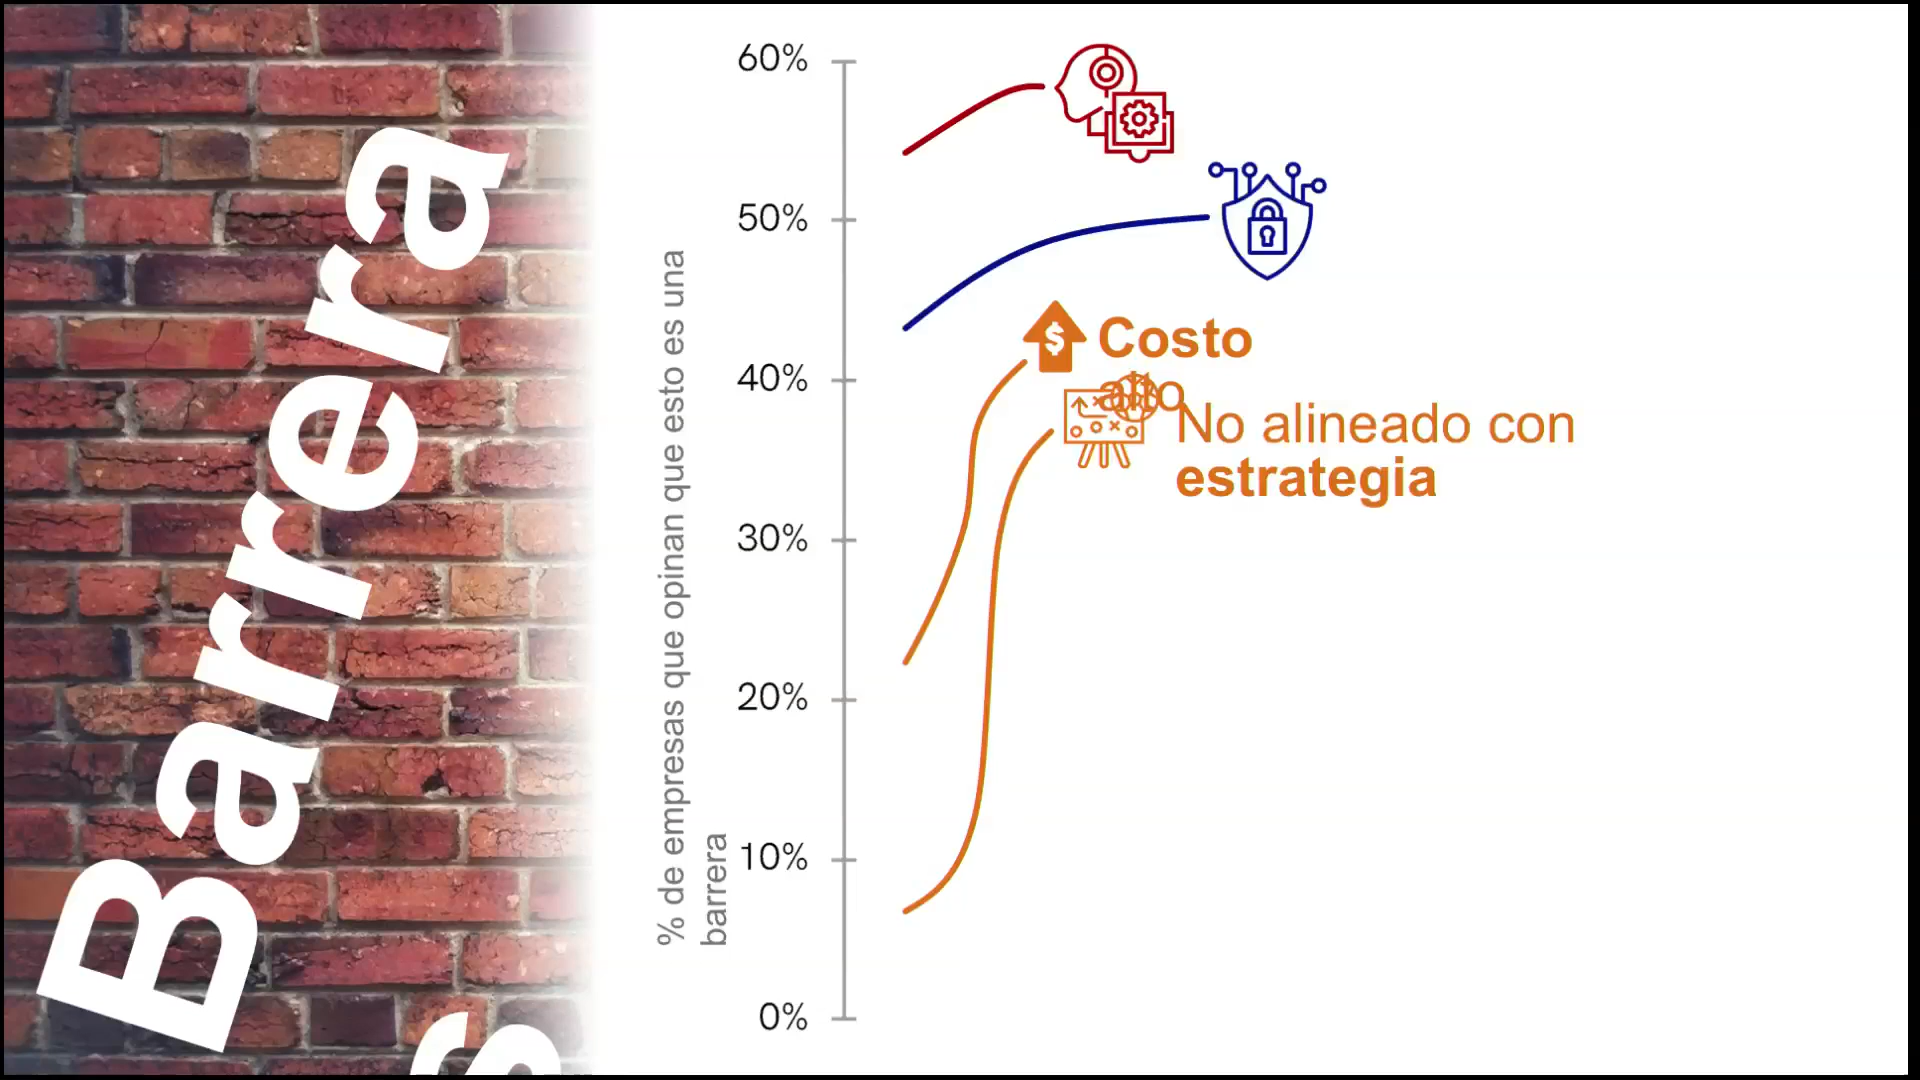 Barrera
s
% de empresas que opinan que esto es una
barrera
60%
50%
40%
30%
20%
10%
0%
$
Costo
alto
No alineado con
estrategia